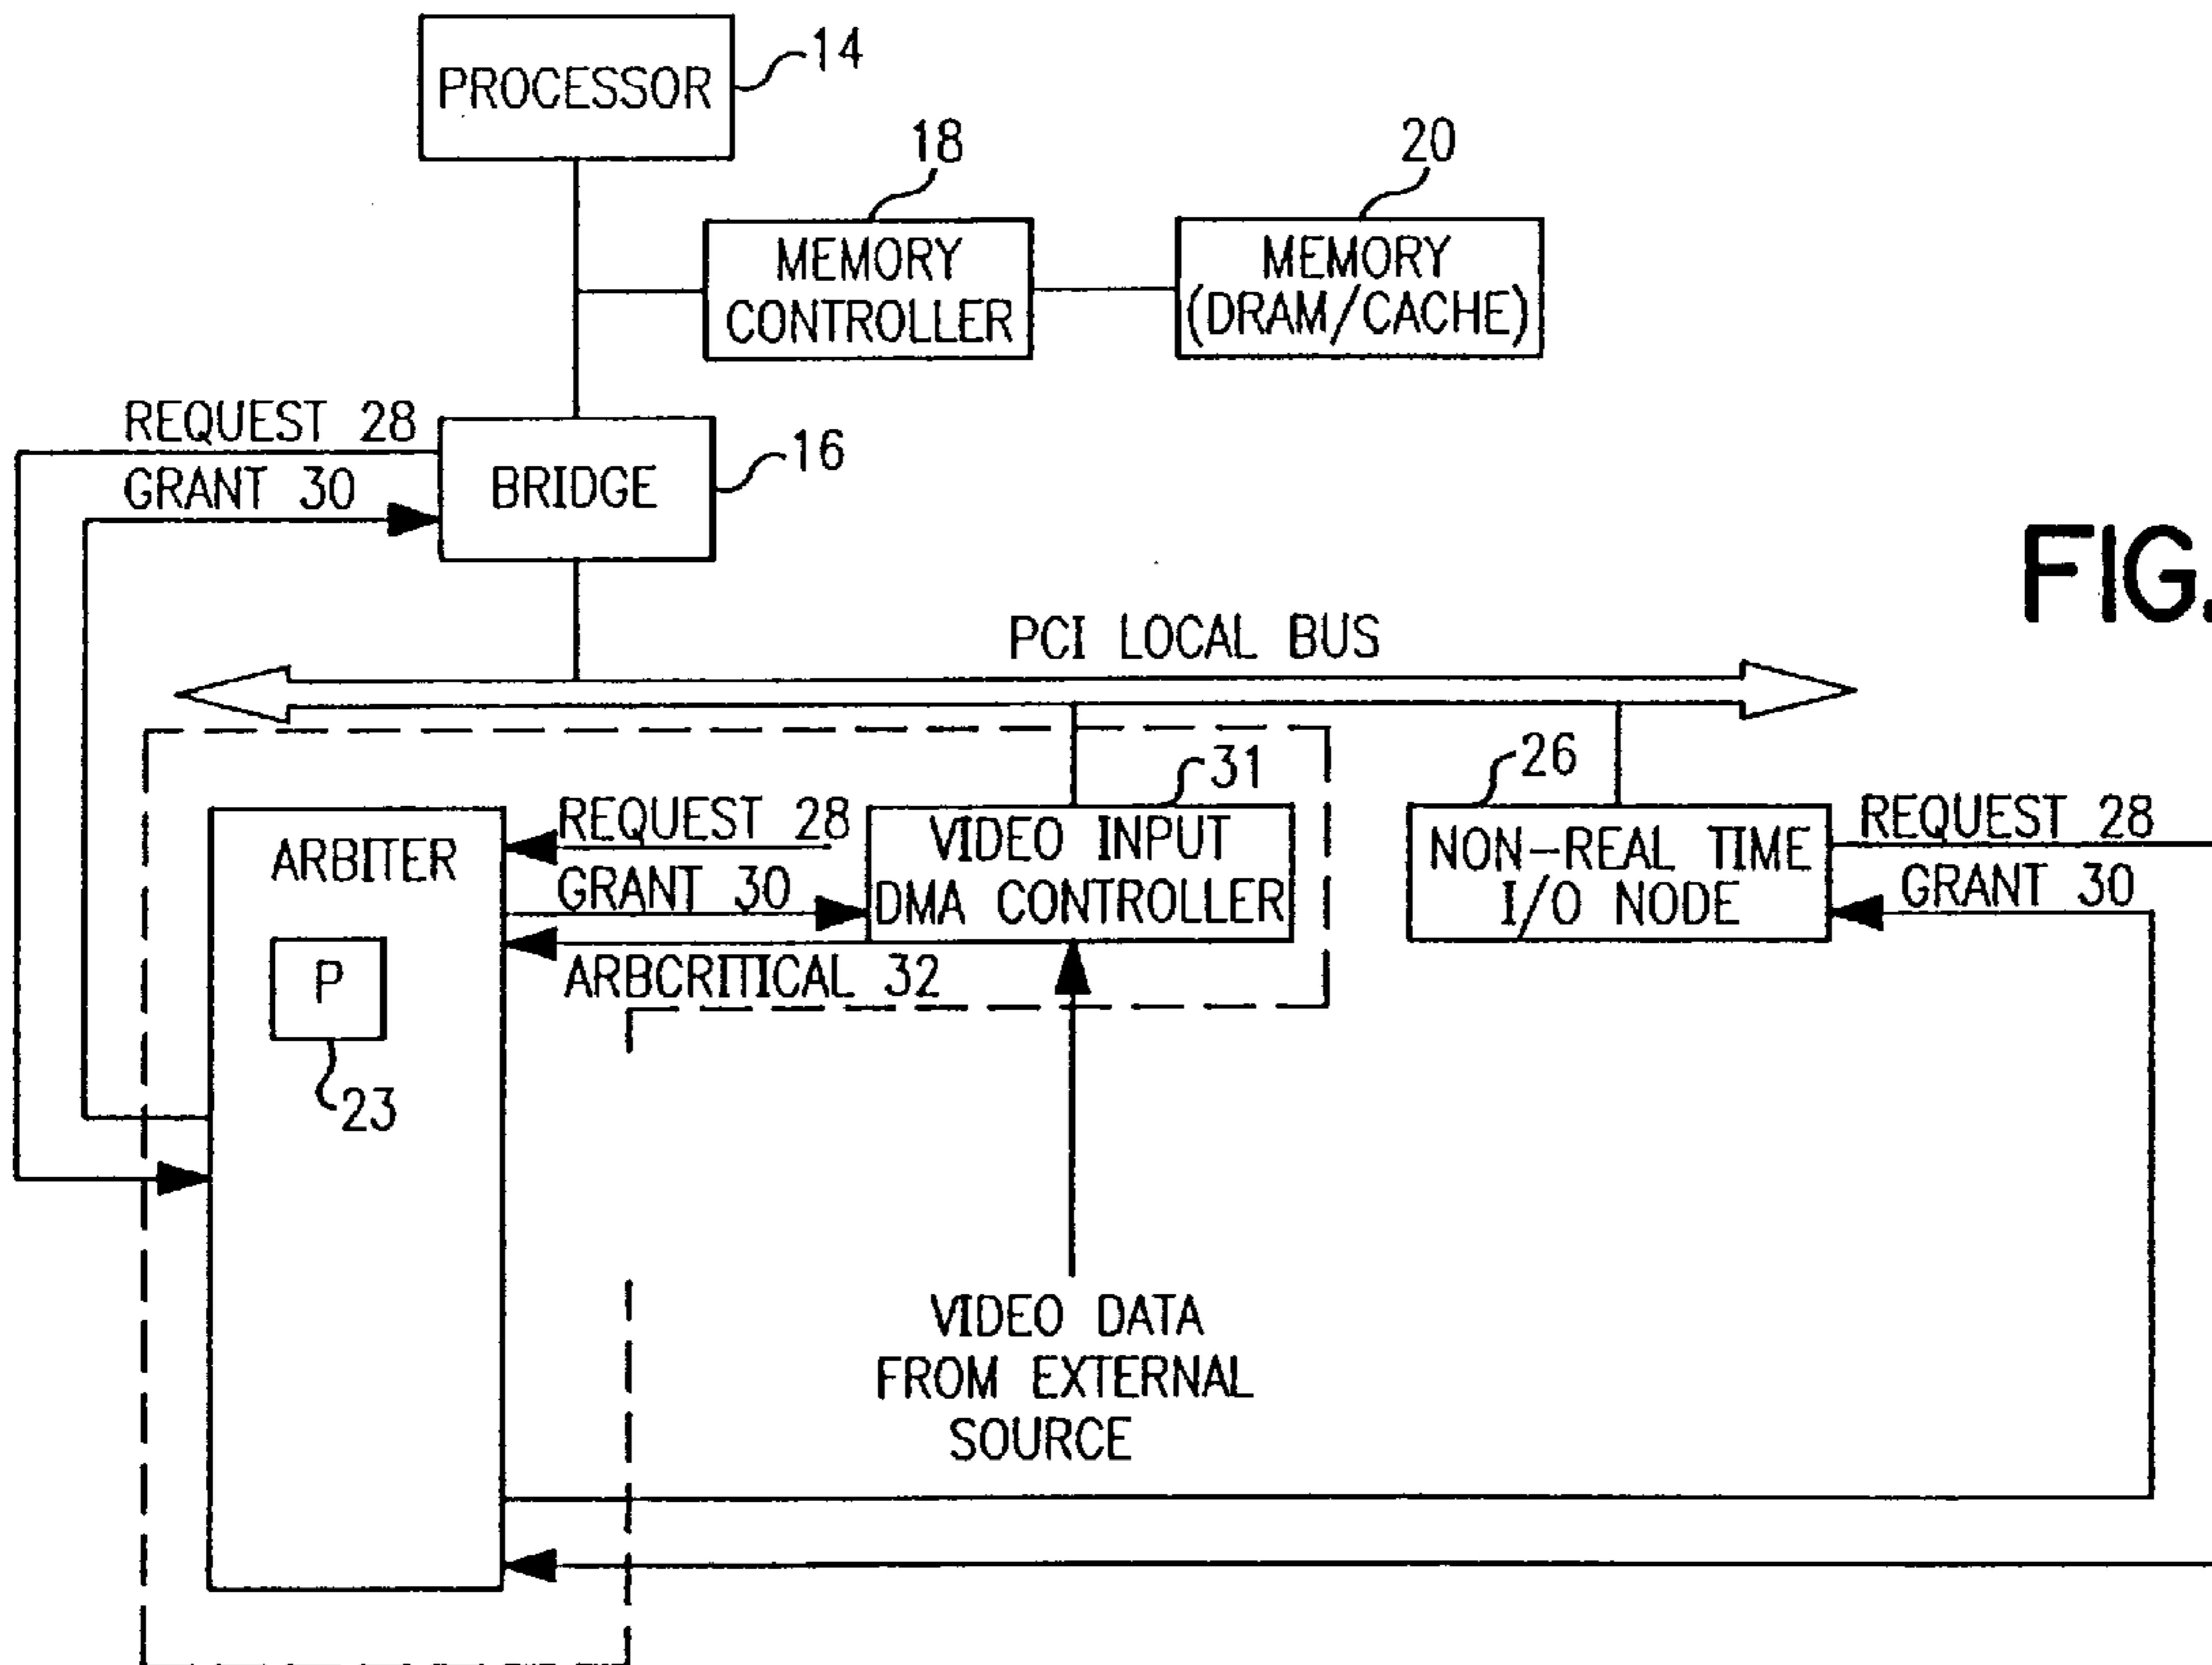 PROCESSOR
14
18
20
MEMORY
CONTROLLER
MEMORY
(DRAM/CACHE)
REQUEST 28
GRANT 30
BRIDGE
16
FIG.
PCI LOCAL BUS
31
26
ARBITER
REQUEST 28
GRANT 30
ARBCRITICAL 32
VIDEO INPUT
DMA CONTROLLER
NON-REAL TIME
I/O NODE
REQUEST 28
GRANT 30
P
23
VIDEO DATA
FROM EXTERNAL
SOURCE